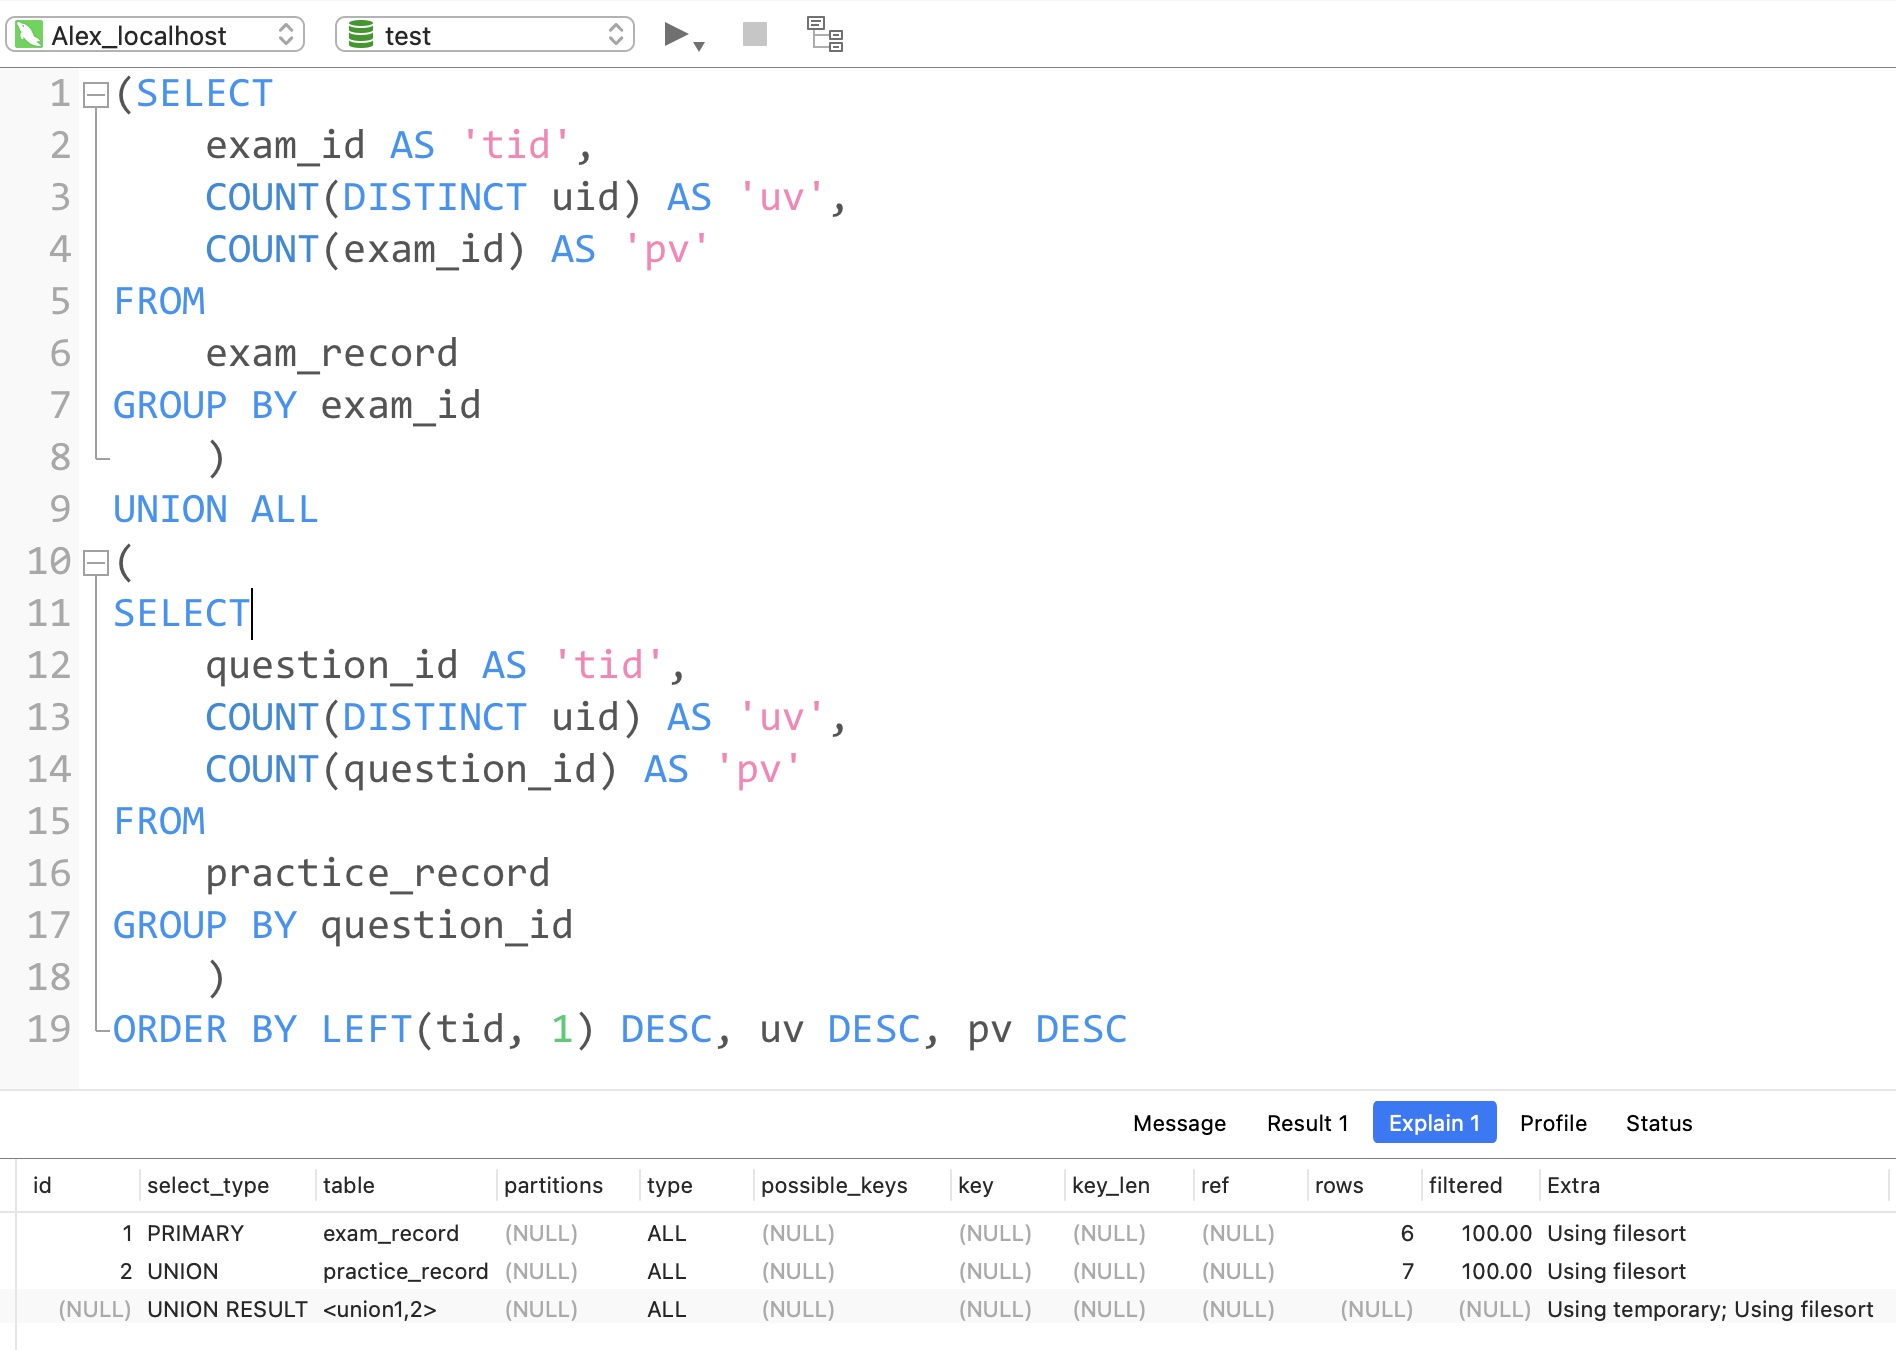 Alex_localhost test
1 (SELECT
2 exam_id AS 'tid',
3 COUNT(DISTINCT uid) AS 'uv',
4 COUNT(exam_id) AS 'pv'
5 FROM
6 exam_record
7 GROUP BY exam_id
8 )
9 UNION ALL
10 (
11 SELECT
12 question_id AS 'tid',
13 COUNT(DISTINCT uid) AS 'uv',
14 COUNT(question_id) AS 'pv'
15 FROM
16 practice_record
17 GROUP BY question_id
18 )
19 ORDER BY LEFT(tid, 1) DESC, uv DESC, pv DESC
Message Result 1 Explain 1 Profile Status
id select_type table partitions type possible_keys key key_len ref rows filtered Extra
1 PRIMARY exam_record (NULL) ALL (NULL) (NULL) (NULL) (NULL) 6 100.00 Using filesort
2 UNION practice_record (NULL) ALL (NULL) (NULL) (NULL) (NULL) 7 100.00 Using filesort
(NULL) UNION RESULT <union1,2> (NULL) ALL (NULL) (NULL) (NULL) (NULL) (NULL) (NULL) Using temporary; Using filesort